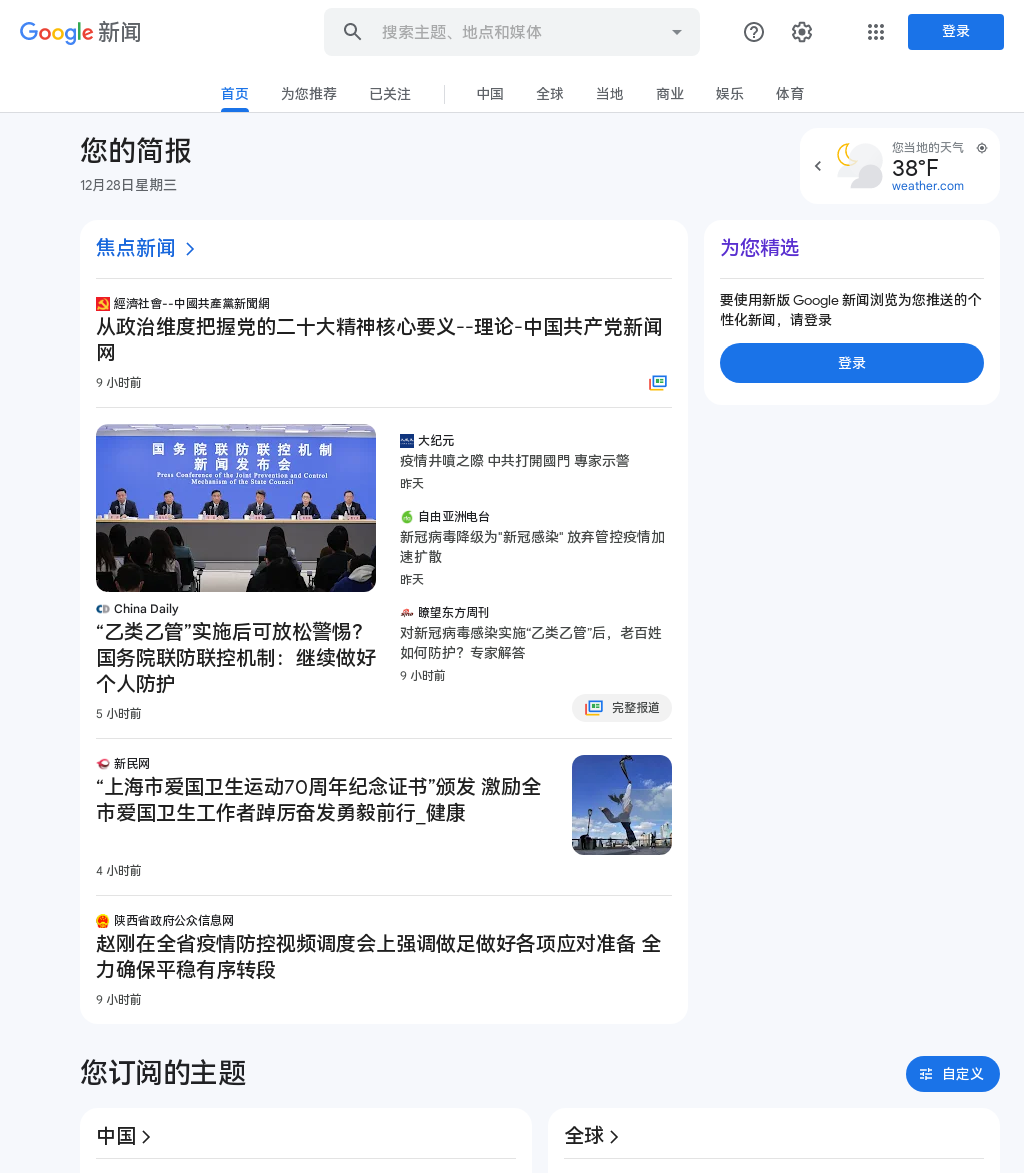 Google 新闻
搜索主题、地点和媒体
登录
首页
为您推荐
已关注
中国
全球
当地
商业
娱乐
体育
您的简报
12月28日星期三
您当地的天气
38°F
weather.com
焦点新闻
經濟社會--中國共產黨新聞網
从政治维度把握党的二十大精神核心要义--理论-中国共产党新闻
网
9 小时前
国务院联防联控机制
新闻发布会
Press Conference of the Joint Prevention and Control
Mechanism of the State Council
China Daily
“乙类乙管”实施后可放松警惕？
国务院联防联控机制：继续做好
个人防护
5 小时前
大纪元
疫情井噴之際 中共打開國門 專家示警
昨天
自由亚洲电台
新冠病毒降级为"新冠感染" 放弃管控疫情加
速扩散
昨天
瞭望东方周刊
对新冠病毒感染实施“乙类乙管”后，老百姓
如何防护？专家解答
9 小时前
完整报道
新民网
“上海市爱国卫生运动70周年纪念证书”颁发 激励全
市爱国卫生工作者踔厉奋发勇毅前行_健康
4 小时前
陕西省政府公众信息网
赵刚在全省疫情防控视频调度会上强调做足做好各项应对准备 全
力确保平稳有序转段
9 小时前
为您精选
要使用新版 Google 新闻浏览为您推送的个
性化新闻，请登录
登录
您订阅的主题
自定义
中国
全球